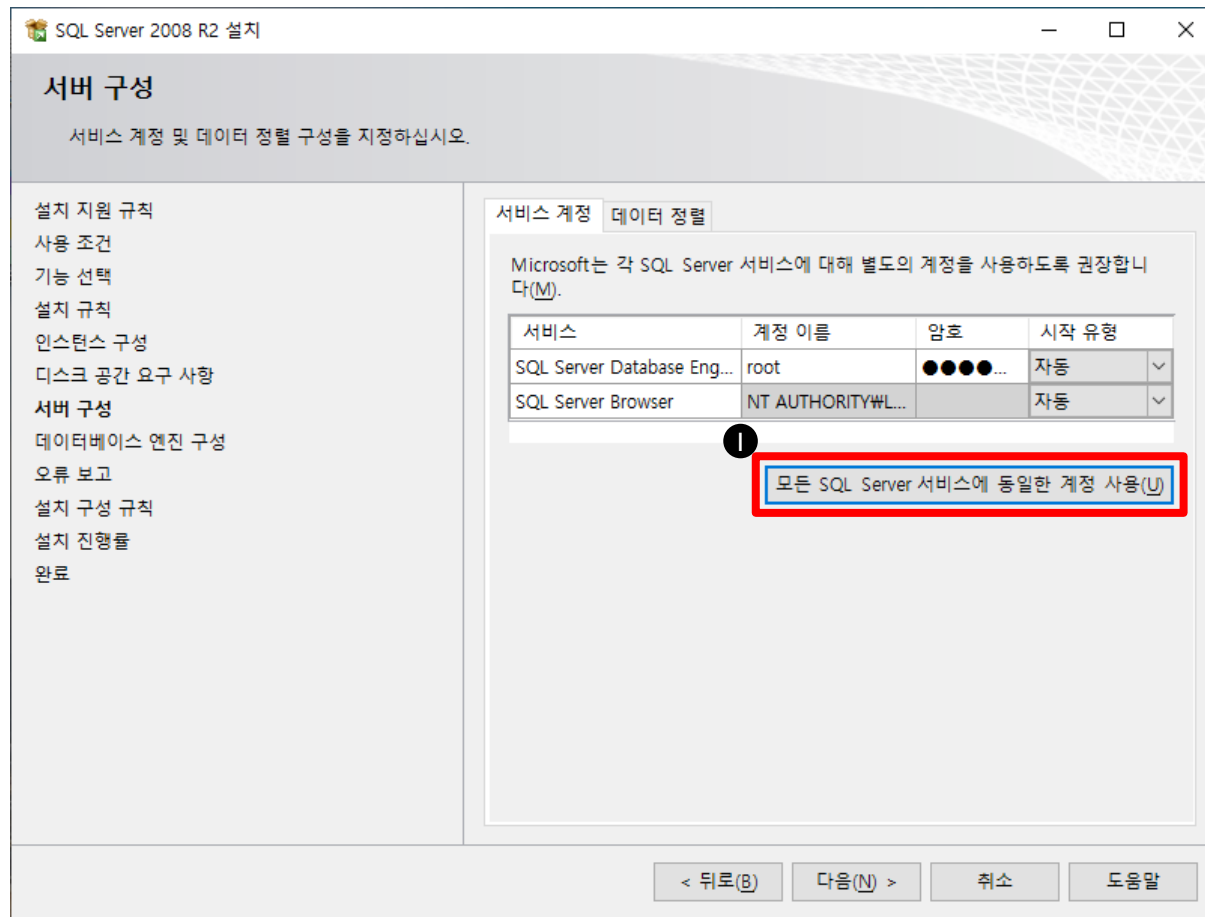 SQL Server 2008 R2 설치
서버 구성
서비스 계정 및 데이터 정렬 구성을 지정하십시오.
설치 지원 규칙
사용 조건
기능 선택
설치 규칙
인스턴스 구성
디스크 공간 요구 사항
서버 구성
데이터베이스 엔진 구성
오류 보고
설치 구성 규칙
설치 진행률
완료
서비스 계정 데이터 정렬
Microsoft는 각 SQL Server 서비스에 대해 별도의 계정을 사용하도록 권장합니
다(M).
서비스 계정 이름 암호 시작 유형
SQL Server Database Eng... root ●●●●... 자동
SQL Server Browser NT AUTHORITY₩L... 자동
1
모든 SQL Server 서비스에 동일한 계정 사용(U)
< 뒤로(B) 다음(N) > 취소 도움말